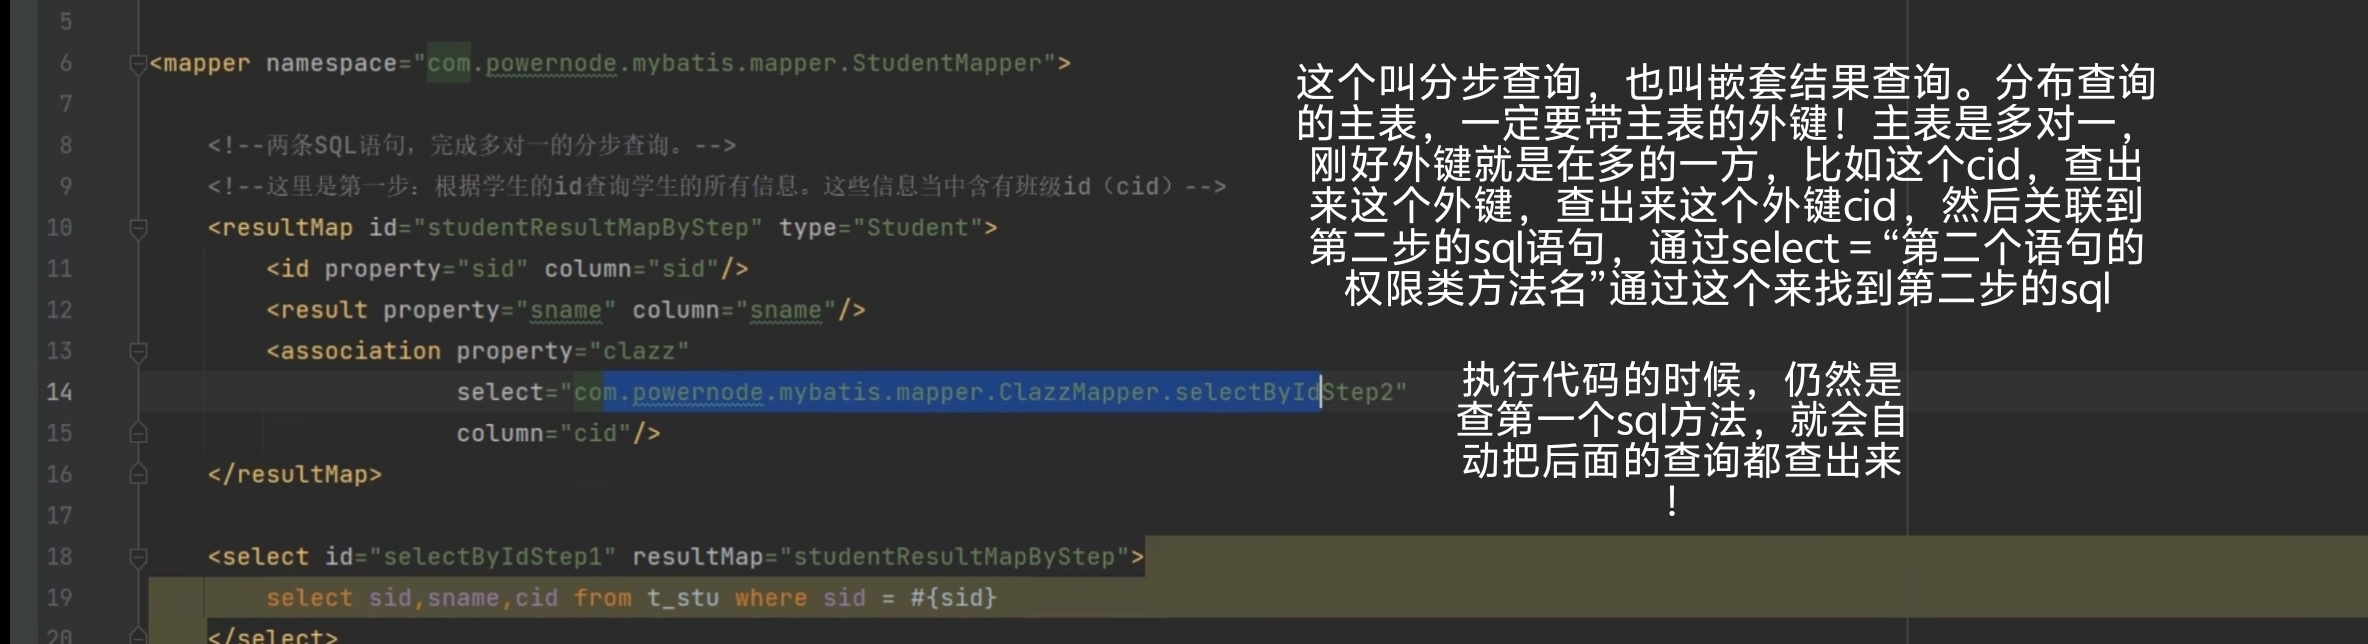 5
6 <mapper namespace="com.powernode.mybatis.mapper.StudentMapper">
7
8 <!--两条SQL语句，完成多对一的分步查询。-->
9 <!--这里是第一步：根据学生的id查询学生的所有信息。这些信息当中含有班级id（cid）-->
10 <resultMap id="studentResultMapByStep" type="Student">
11 <id property="sid" column="sid"/>
12 <result property="sname" column="sname"/>
13 <association property="clazz"
14 select="com.powernode.mybatis.mapper.ClazzMapper.selectByIdStep2"
15 column="cid"/>
16 </resultMap>
17
18 <select id="selectByIdStep1" resultMap="studentResultMapByStep">
19 select sid,sname,cid from t_stu where sid = #{sid}
20 </select>
这个叫分步查询，也叫嵌套结果查询。分布查询
的主表，一定要带主表的外键！主表是多对一，
刚好外键就是在多的一方，比如这个cid，查出
来这个外键，查出来这个外键cid，然后关联到
第二步的sql语句，通过select = “第二个语句的
权限类方法名”通过这个来找到第二步的sql
执行代码的时候，仍然是
查第一个sql方法，就会自
动把后面的查询都查出来
！